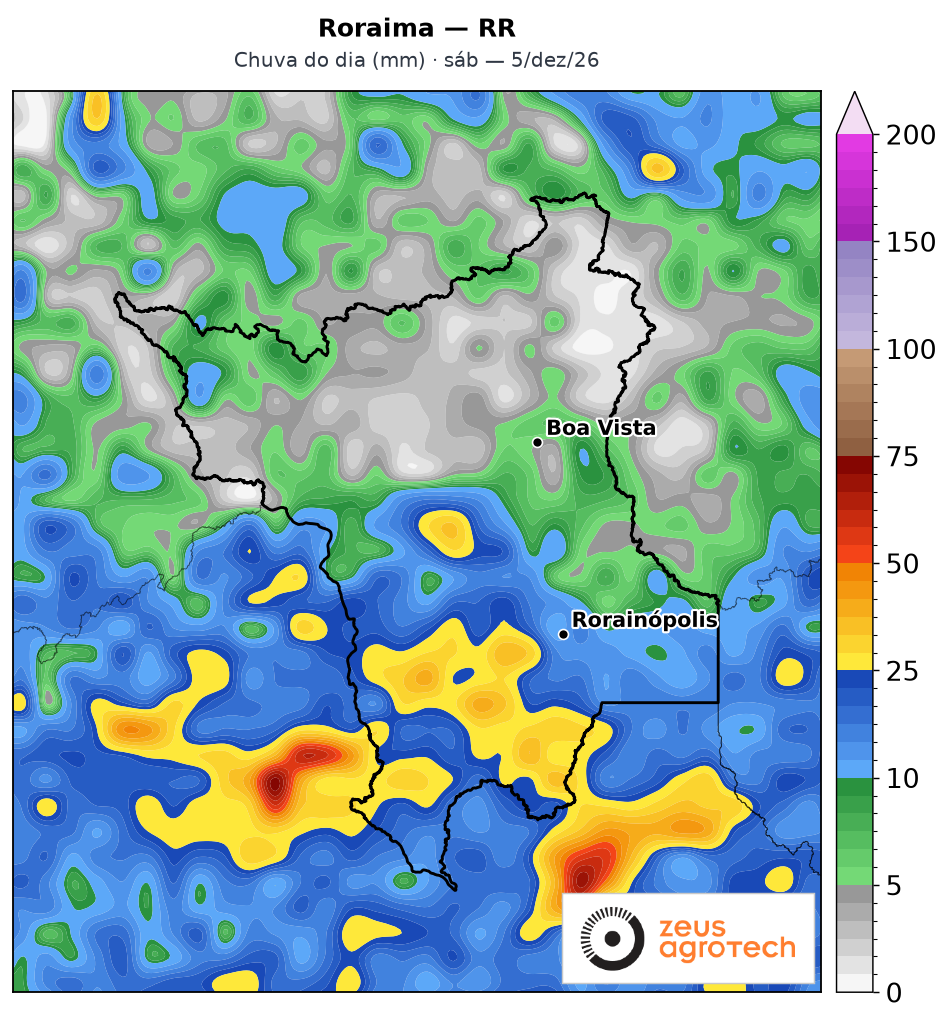 Roraima — RR
Chuva do dia (mm) · sáb — 5/dez/26
200
150
100
75
50
25
10
5
0
Boa Vista
Rorainópolis
zeus
agrotech